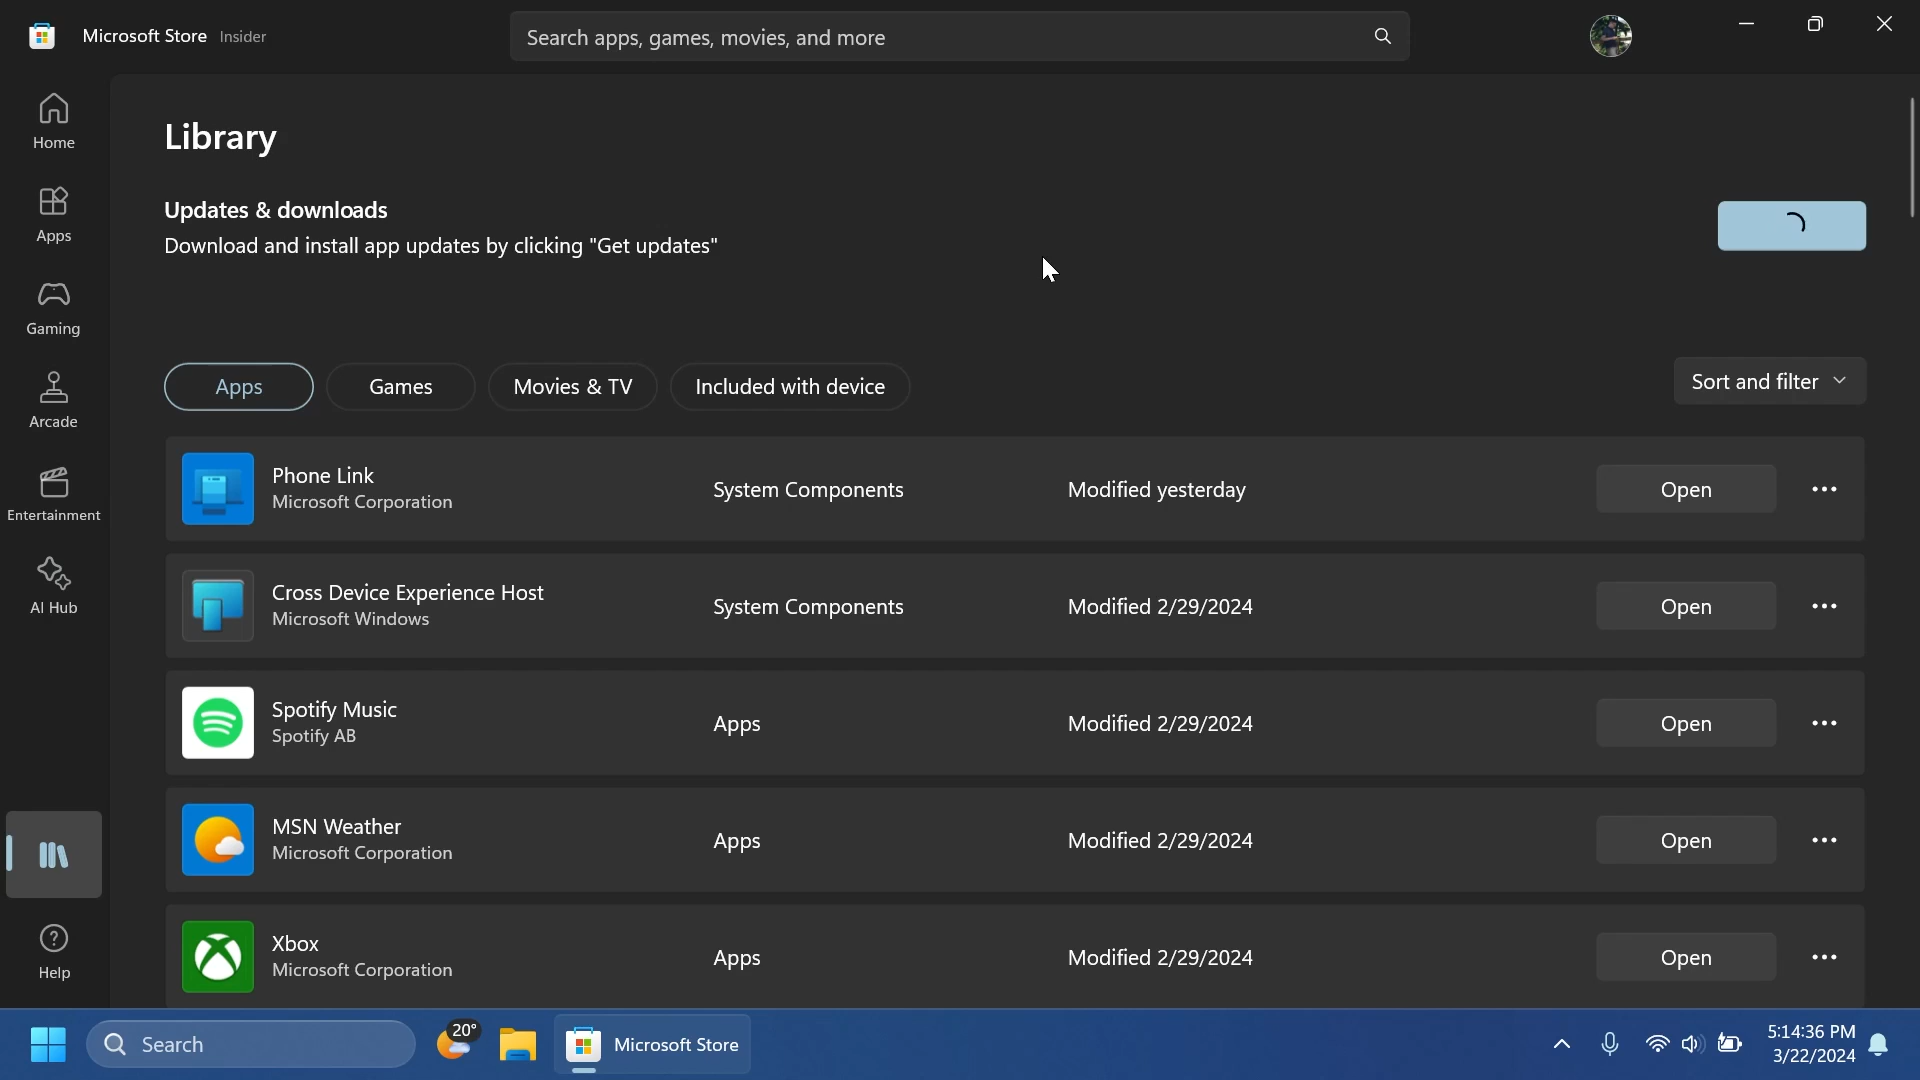 Microsoft Store Insider
Search apps, games, movies, and more
Home
Apps
Gaming
Arcade
Entertainment
AI Hub
Help
Library
Updates & downloads
Download and install app updates by clicking "Get updates"
Apps Games Movies & TV Included with device Sort and filter
Phone Link
Microsoft Corporation
System Components Modified yesterday Open
Cross Device Experience Host
Microsoft Windows
System Components Modified 2/29/2024 Open
Spotify Music
Spotify AB
Apps Modified 2/29/2024 Open
MSN Weather
Microsoft Corporation
Apps Modified 2/29/2024 Open
Xbox
Microsoft Corporation
Apps Modified 2/29/2024 Open
Search 20° Microsoft Store
5:14:36 PM
3/22/2024